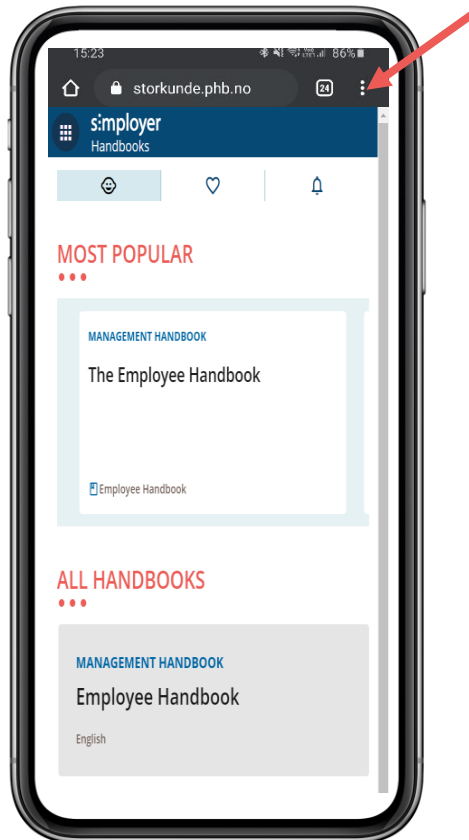 15:23 86%
storkunde.phb.no 24
s:mployer
Handbooks
MOST POPULAR
MANAGEMENT HANDBOOK
The Employee Handbook
Employee Handbook
ALL HANDBOOKS
MANAGEMENT HANDBOOK
Employee Handbook
English